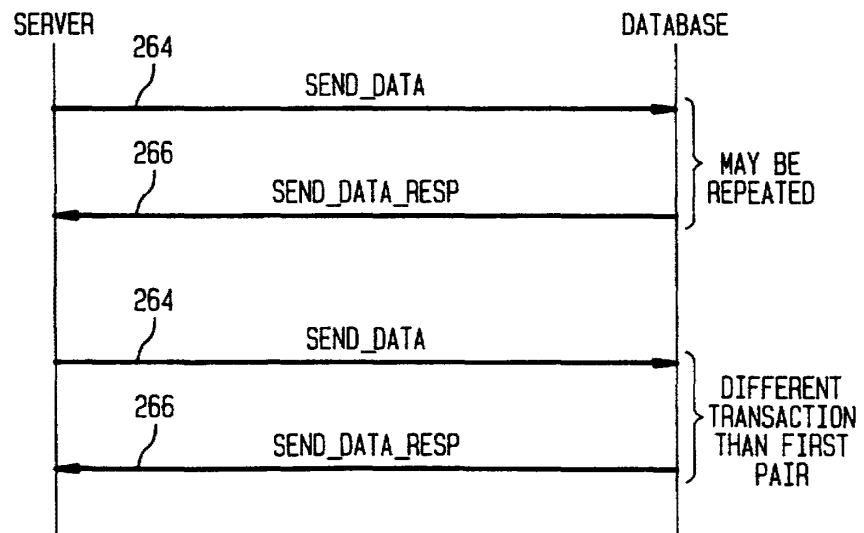 SERVER
DATABASE
264
SEND_DATA
266
SEND_DATA_RESP
MAY BE
REPEATED
264
SEND_DATA
266
SEND_DATA_RESP
DIFFERENT
TRANSACTION
THAN FIRST
PAIR